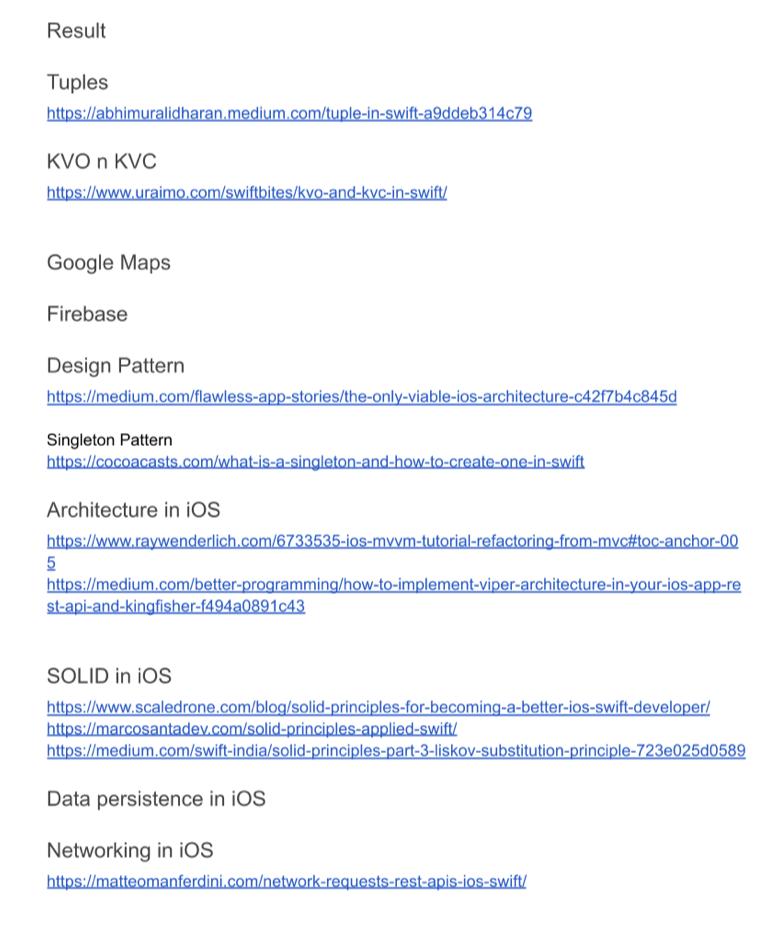 Result
Tuples
https://abhimuralidharan.medium.com/tuple-in-swift-a9ddeb314c79
KVO n KVC
https://www.uraimo.com/swiftbites/kvo-and-kvc-in-swift/
Google Maps
Firebase
Design Pattern
https://medium.com/flawless-app-stories/the-only-viable-ios-architecture-c42f7b4c845d
Singleton Pattern
https://cocoacasts.com/what-is-a-singleton-and-how-to-create-one-in-swift
Architecture in iOS
https://www.raywenderlich.com/6733535-ios-mvvm-tutorial-refactoring-from-mvc#toc-anchor-00
5
https://medium.com/better-programming/how-to-implement-viper-architecture-in-your-ios-app-re
st-api-and-kingfisher-f494a0891c43
SOLID in iOS
https://www.scaledrone.com/blog/solid-principles-for-becoming-a-better-ios-swift-developer/
https://marcosantadev.com/solid-principles-applied-swift/
https://medium.com/swift-india/solid-principles-part-3-liskov-substitution-principle-723e025d0589
Data persistence in iOS
Networking in iOS
https://matteomanferdini.com/network-requests-rest-apis-ios-swift/